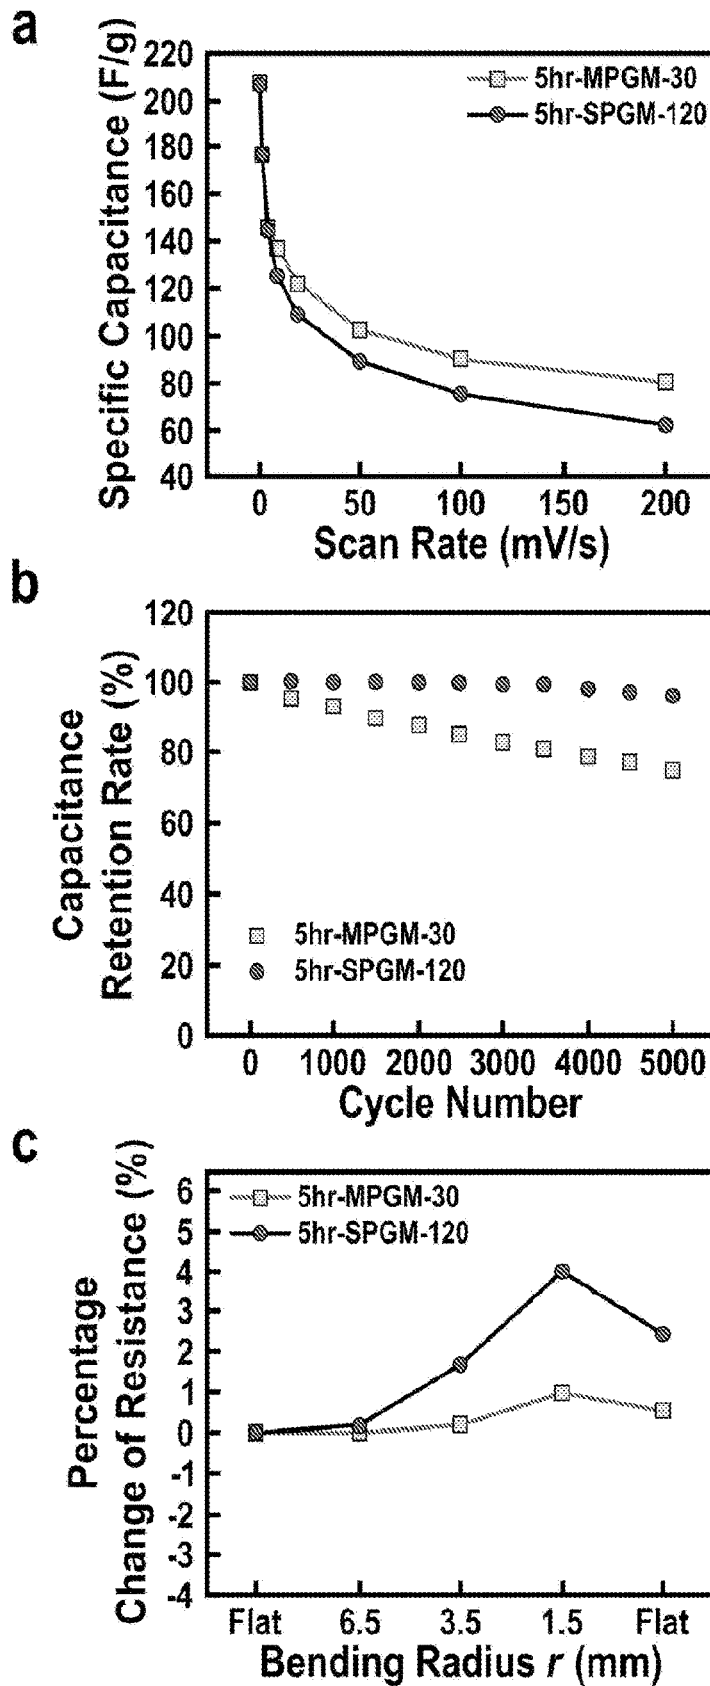 a
Specific Capacitance (F/g)
220
200
180
160
140
120
100
80
60
40
5hr-MPGM-30
5hr-SPGM-120
0 50 100 150 200
Scan Rate (mV/s)
b
Capacitance
Retention Rate (%)
120
100
80
60
40
20
0
5hr-MPGM-30
5hr-SPGM-120
0 1000 2000 3000 4000 5000
Cycle Number
c
Percentage
Change of Resistance (%)
6
5
4
3
2
1
0
-1
-2
-3
-4
5hr-MPGM-30
5hr-SPGM-120
Flat 6.5 3.5 1.5 Flat
Bending Radius r (mm)